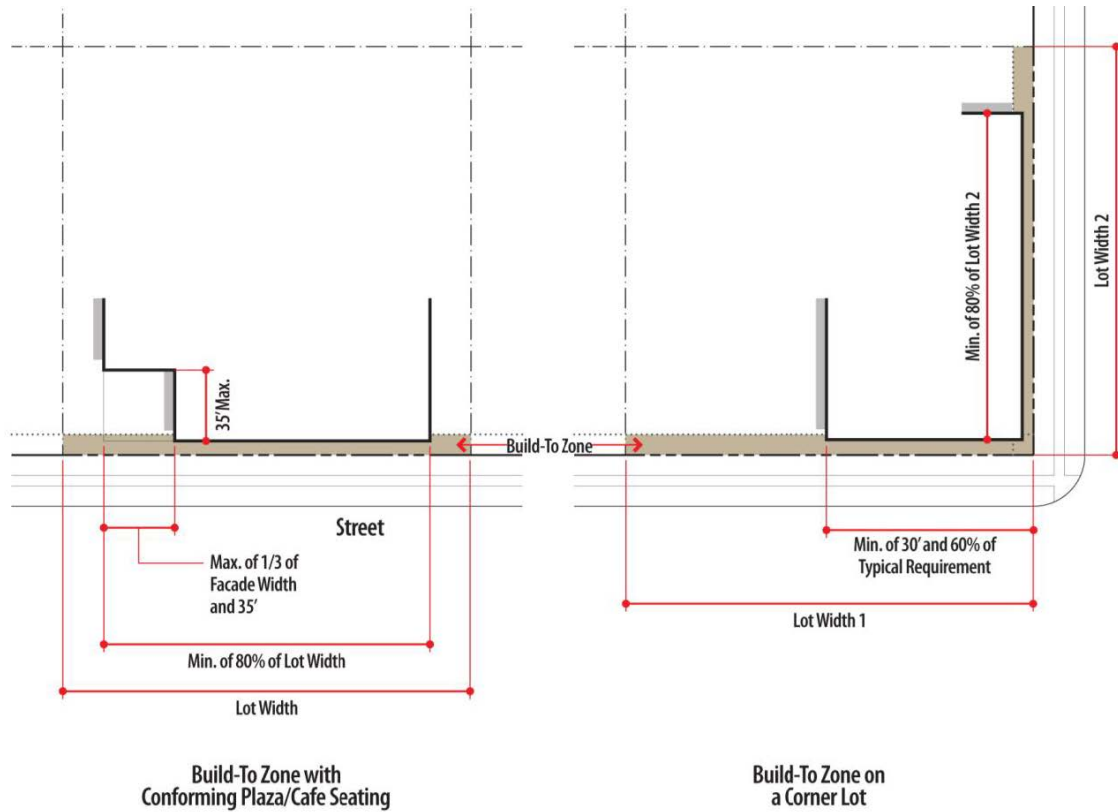 35' Max.
Build-To Zone
Street
Max. of 1/3 of
Facade Width
and 35'
Min. of 80% of Lot Width
Lot Width
Build-To Zone with
Conforming Plaza/Cafe Seating
Min. of 80% of Lot Width 2
Lot Width 2
Min. of 30' and 60% of
Typical Requirement
Lot Width 1
Build-To Zone on
a Corner Lot